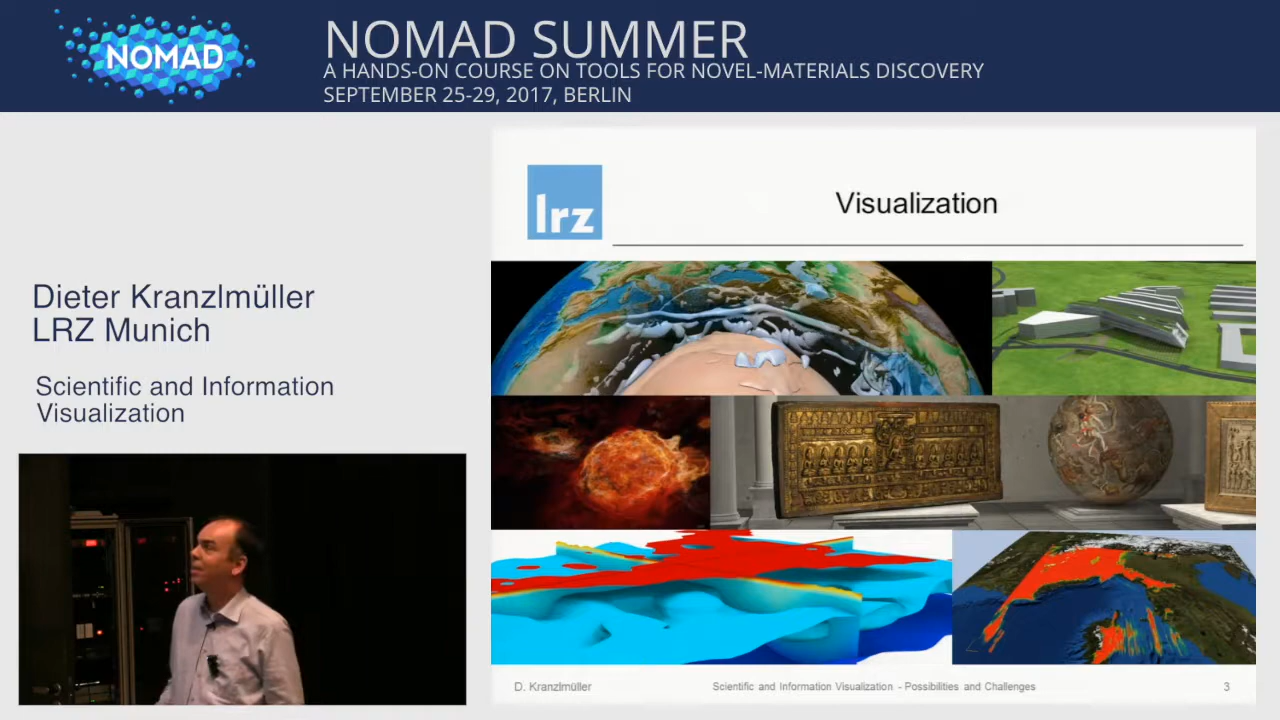 NOMAD
NOMAD SUMMER
A HANDS-ON COURSE ON TOOLS FOR NOVEL-MATERIALS DISCOVERY
SEPTEMBER 25-29, 2017, BERLIN
Dieter Kranzlmüller
LRZ Munich
Scientific and Information
Visualization
lrz
Visualization
D. Kranzlmüller
Scientific and Information Visualization - Possibilities and Challenges
3